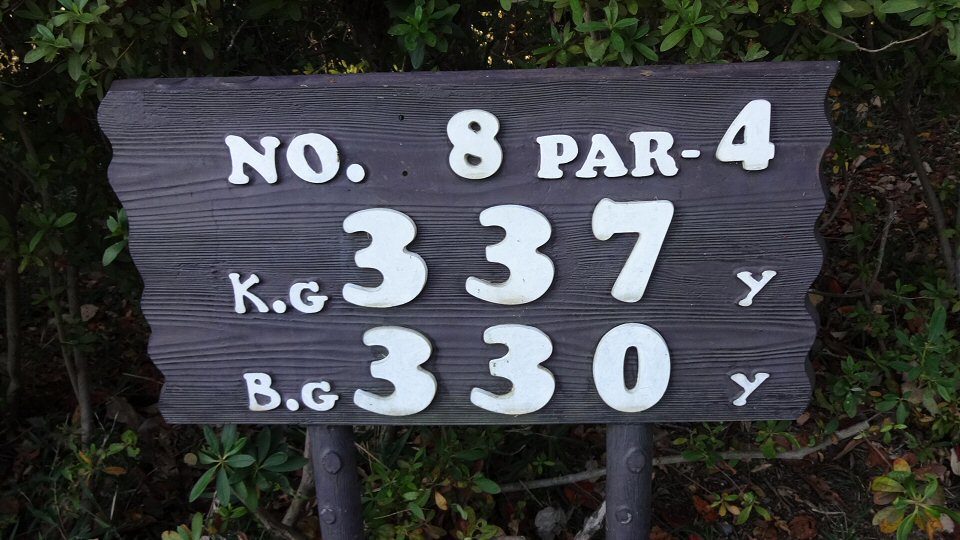 NO. 8 PAR-4
K.G 337 Y
B.G 330 Y